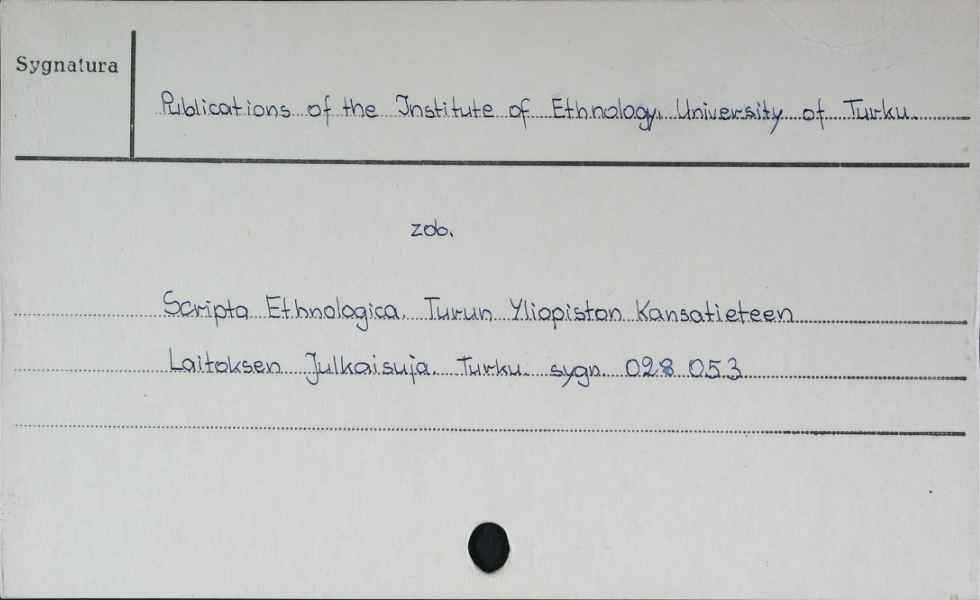 Sygnatura
Publications of the Institute of Ethnology, University of Turku.
zob.
Scripta Ethnologica. Turun Yliopiston Kansatieteen
Laitoksen Julkaisuja. Turku. sygn. 028 053